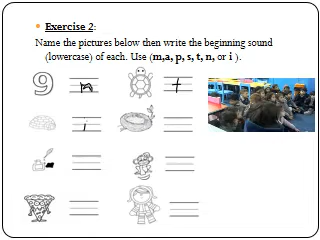 Exercise 2:
Name the pictures below then write the beginning sound
(lowercase) of each. Use (m,a, p, s, t, n, or i ).
9 n t
i